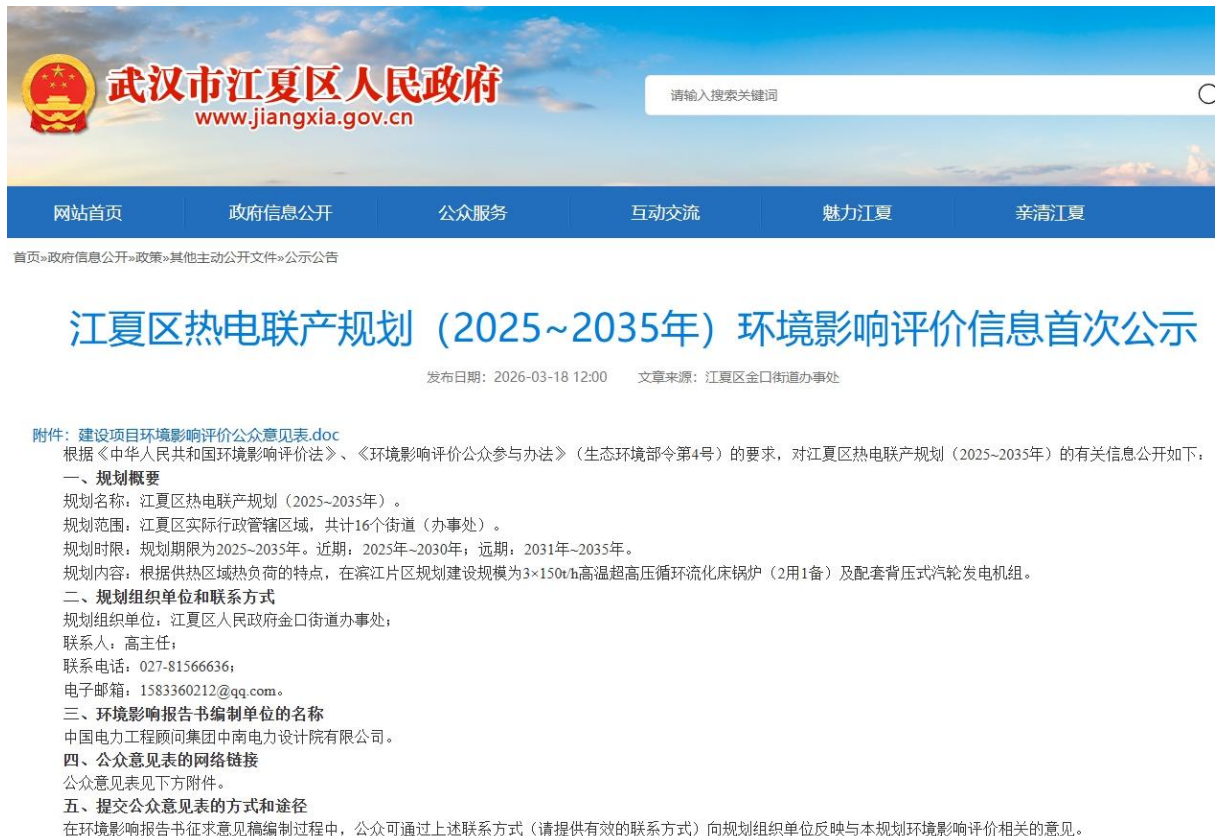 武汉市江夏区人民政府
www.jiangxia.gov.cn
请输入搜索关键词
网站首页 政府信息公开 公众服务 互动交流 魅力江夏 亲清江夏
首页»政府信息公开»政策»其他主动公开文件»公示公告
江夏区热电联产规划（2025~2035年）环境影响评价信息首次公示
发布日期：2026-03-18 12:00 文章来源：江夏区金口街道办事处
附件：建设项目环境影响评价公众意见表.doc
根据《中华人民共和国环境影响评价法》、《环境影响评价公众参与办法》（生态环境部令第4号）的要求，对江夏区热电联产规划（2025~2035年）的有关信息公开如下：
一、规划概要
规划名称：江夏区热电联产规划（2025~2035年）。
规划范围：江夏区实际行政管辖区域，共计16个街道（办事处）。
规划时限：规划期限为2025~2035年。近期：2025年~2030年；远期：2031年~2035年。
规划内容：根据供热区域热负荷的特点，在滨江片区规划建设规模为3×150t/h高温超高压循环流化床锅炉（2用1备）及配套背压式汽轮发电机组。
二、规划组织单位和联系方式
规划组织单位：江夏区人民政府金口街道办事处；
联系人：高主任；
联系电话：027-81566636；
电子邮箱：1583360212@qq.com。
三、环境影响报告书编制单位的名称
中国电力工程顾问集团中南电力设计院有限公司。
四、公众意见表的网络链接
公众意见表见下方附件。
五、提交公众意见表的方式和途径
在环境影响报告书征求意见稿编制过程中，公众可通过上述联系方式（请提供有效的联系方式）向规划组织单位反映与本规划环境影响评价相关的意见。